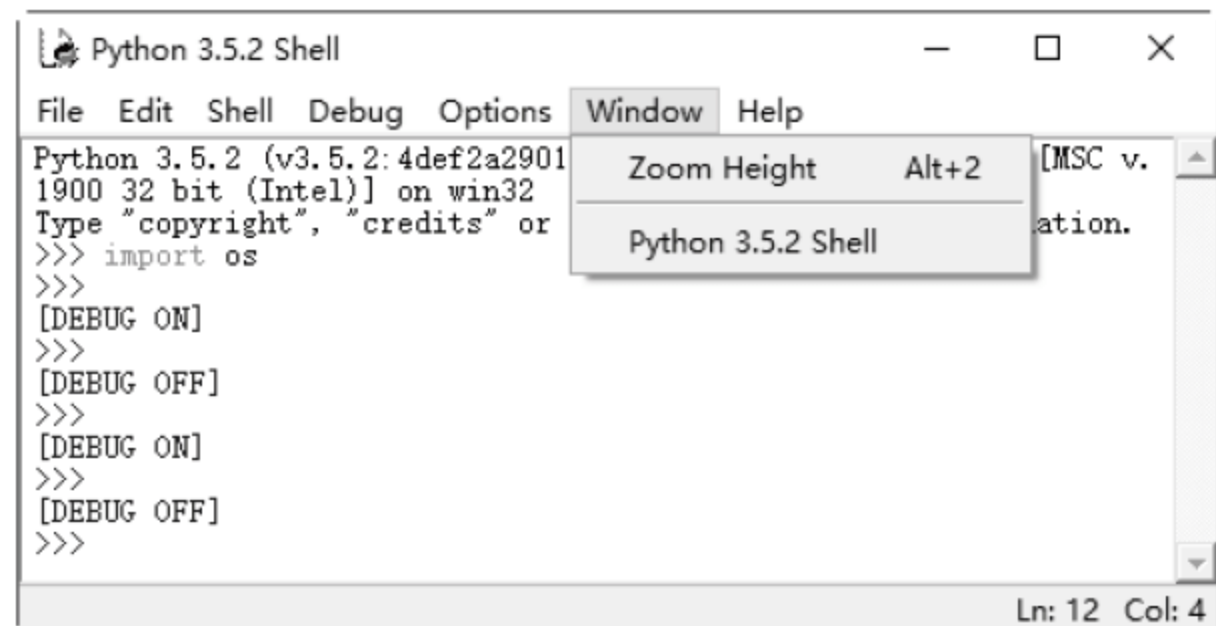 Python 3.5.2 Shell
File Edit Shell Debug Options Window Help
Zoom Height Alt+2
Python 3.5.2 Shell
Python 3.5.2 (v3.5.2:4def2a2901 [MSC v.
1900 32 bit (Intel)] on win32
Type "copyright", "credits" or ation.
>>> import os
>>>
[DEBUG ON]
>>>
[DEBUG OFF]
>>>
[DEBUG ON]
>>>
[DEBUG OFF]
>>>
Ln: 12 Col: 4